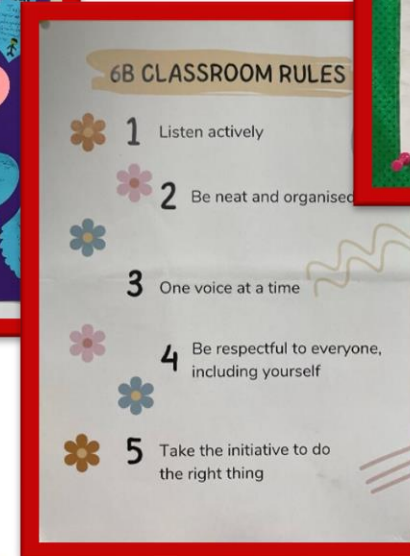 6B CLASSROOM RULES
1 Listen actively
2 Be neat and organised
3 One voice at a time
4 Be respectful to everyone,
including yourself
5 Take the initiative to do
the right thing